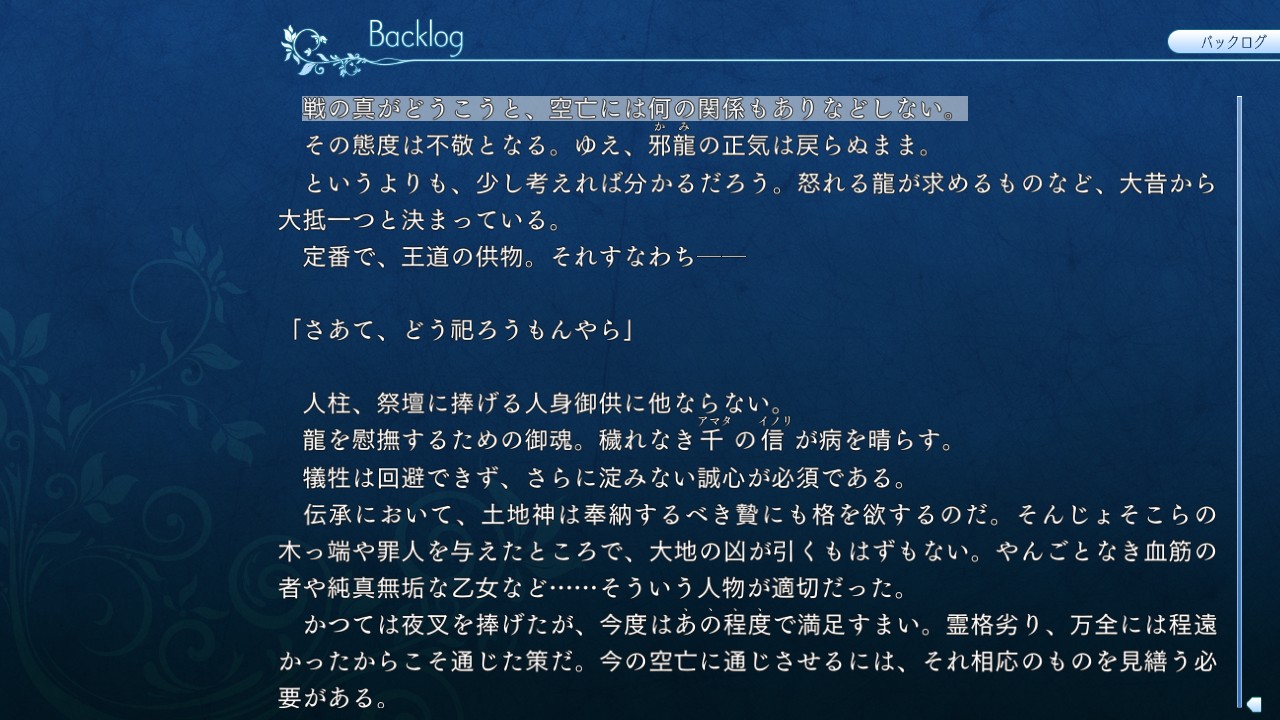 Backlog
バックログ
戦の真がどうこうと、空亡には何の関係もありなどしない。
かみ
その態度は不敬となる。ゆえ、邪龍の正気は戻らぬまま。
というよりも、少し考えれば分かるだろう。怒れる龍が求めるものなど、大昔から
大抵一つと決まっている。
定番で、王道の供物。それすなわち──
「さあて、どう祀ろうもんやら」
人柱、祭壇に捧げる人身御供に他ならない。
アマタ イノリ
龍を慰撫するための御魂。穢れなき千の信が病を晴らす。
犠牲は回避できず、さらに淀みない誠心が必須である。
伝承において、土地神は奉納するべき贄にも格を欲するのだ。そんじょそこらの
木っ端や罪人を与えたところで、大地の凶が引くもはずもない。やんごとなき血筋の
者や純真無垢な乙女など……そういう人物が適切だった。
かつては夜叉を捧げたが、今度はあの程度で満足すまい。霊格劣り、万全には程遠
かったからこそ通じた策だ。今の空亡に通じさせるには、それ相応のものを見繕う必
要がある。